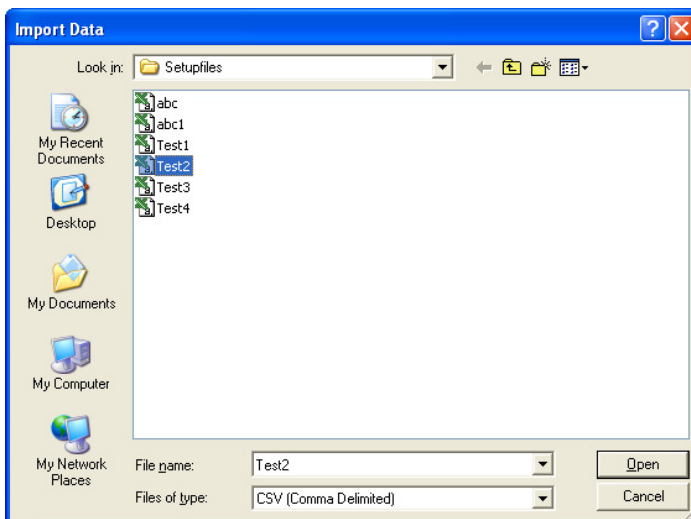 Import Data
Look in: Setupfiles
abc
abc1
Test1
Test2
Test3
Test4
My Recent
Documents
Desktop
My Documents
My Computer
My Network
Places
File name: Test2 Open
Files of type: CSV (Comma Delimited) Cancel